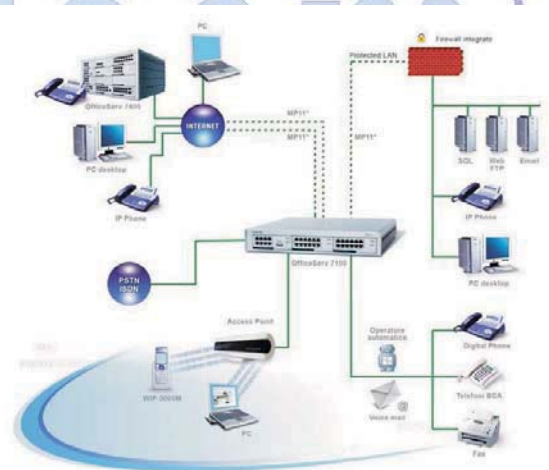 PC
Firewall integrate
Protected LAN
OfficeServ 7400
INTERNET
MP11*
MP11*
MP11*
SQL
Web
FTP
Email
PC desktop
IP Phone
IP Phone
OfficeServ 7100
PC desktop
PSTN
ISDN
Access Point
Operatore
automatico
Digital Phone
WIP-5000M
Telefoni BCA
PC
Voice mail
@
Fax